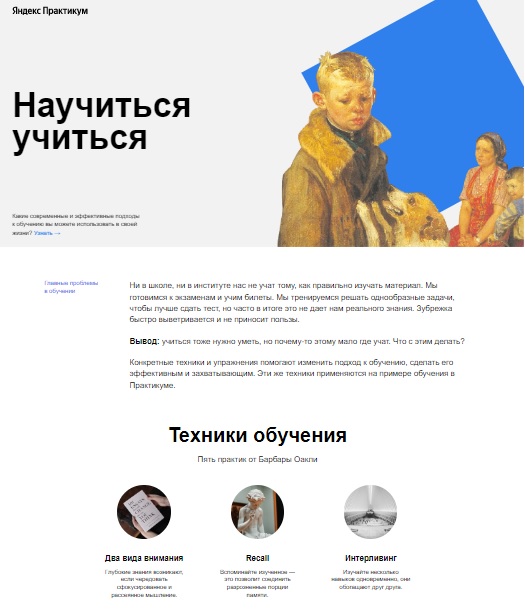 Яндекс Практикум
Научиться
учиться
Какие современные и эффективные подходы
к обучению вы можете использовать в своей
жизни? Узнать →
Главные проблемы
в обучении
Ни в школе, ни в институте нас не учат тому, как правильно изучать материал. Мы
готовимся к экзаменам и учим билеты. Мы тренируемся решать однообразные задачи,
чтобы лучше сдать тест, но часто в итоге это не дает нам реального знания. Зубрежка
быстро выветривается и не приносит пользы.
Вывод: учиться тоже нужно уметь, но почему-то этому мало где учат. Что с этим делать?
Конкретные техники и упражнения помогают изменить подход к обучению, сделать его
эффективным и захватывающим. Эти же техники применяются на примере обучения в
Практикуме.
Техники обучения
Пять практик от Барбары Оакли
Два вида внимания
Глубокие знания возникают,
если чередовать
сфокусированное и
рассеянное мышление.
Recall
Вспоминайте изученное —
это позволит соединить
разрозненные порции
памяти.
Интерливинг
Изучайте несколько
навыков одновременно, они
обогащают друг друга.